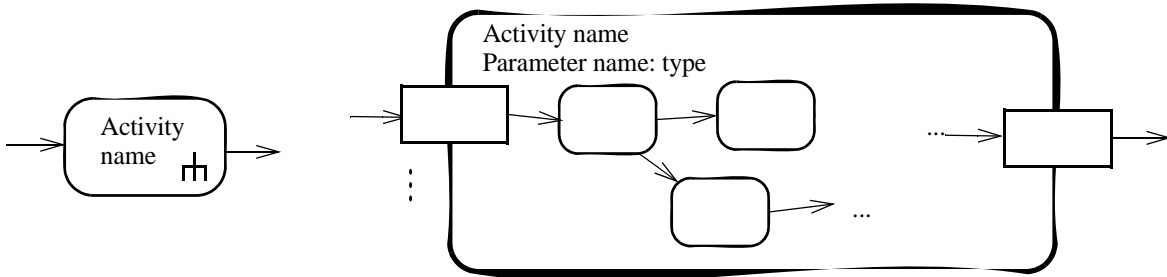 Activity
name
Activity name
Parameter name: type
...
...